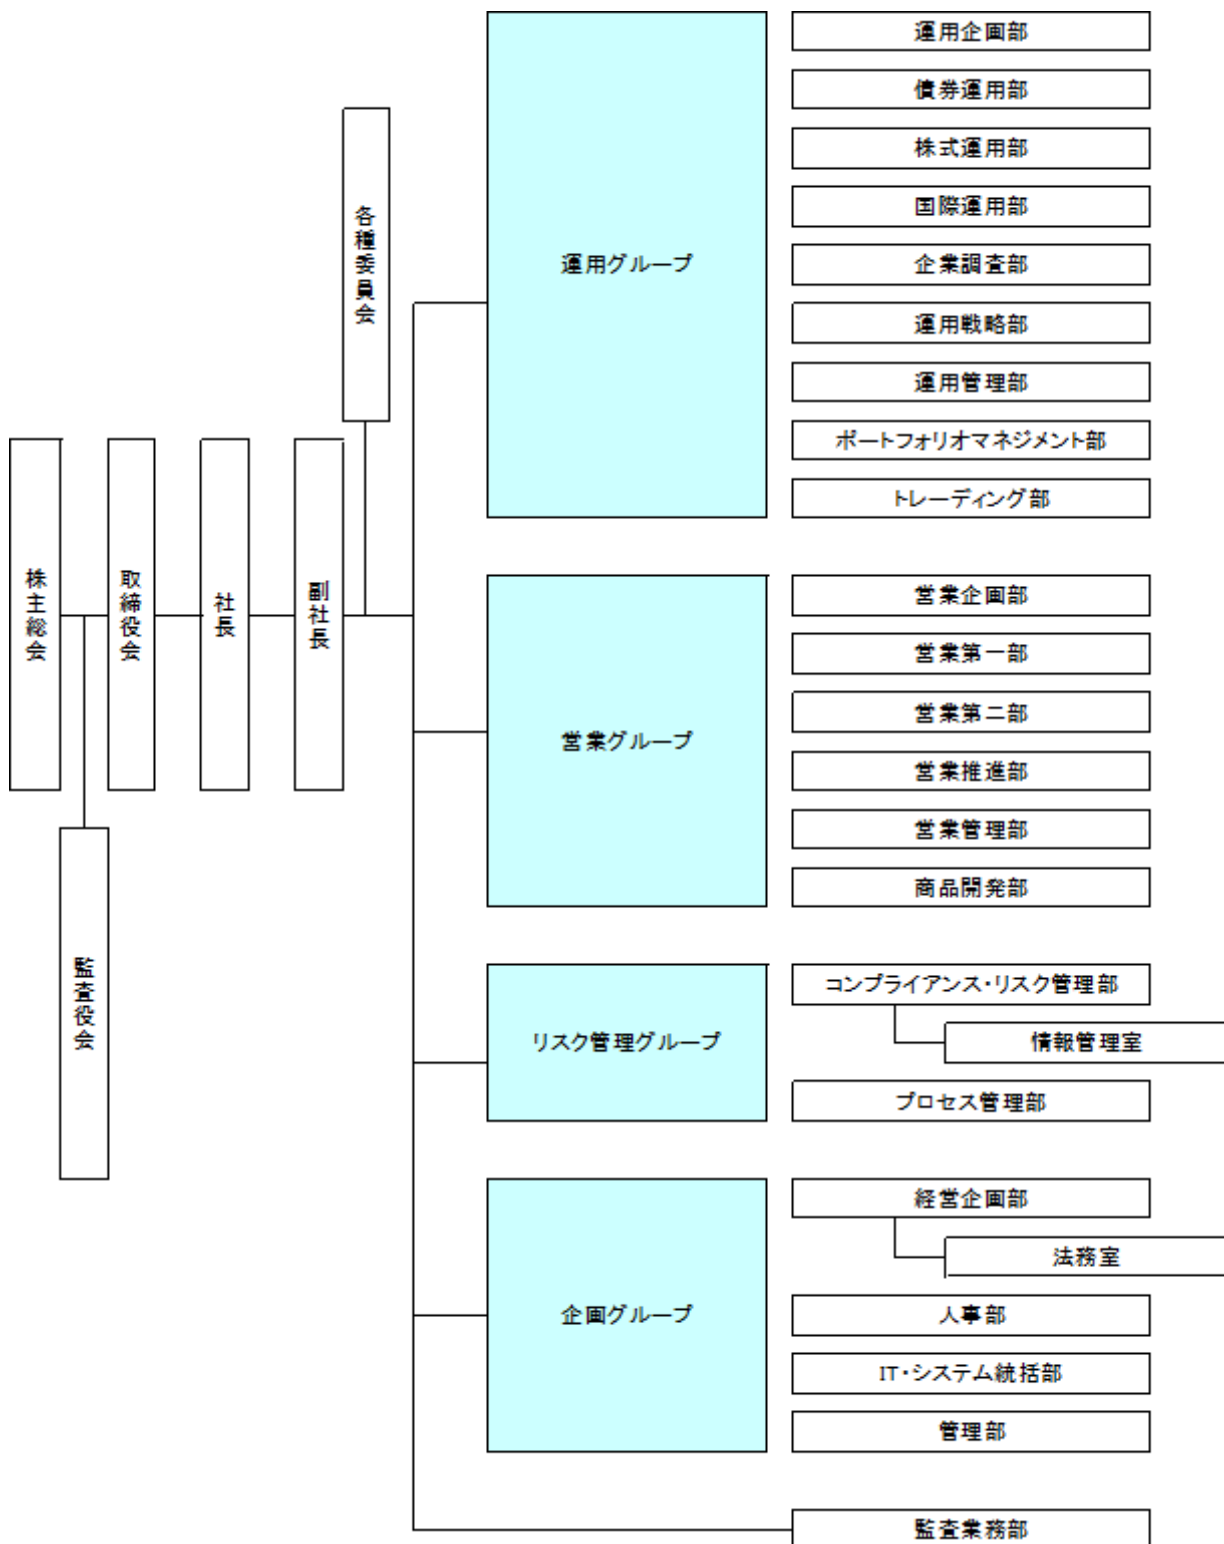 株主総会
監査役会
取締役会
社長
副社長
各種委員会
運用グループ
運用企画部
債券運用部
株式運用部
国際運用部
企業調査部
運用戦略部
運用管理部
ポートフォリオマネジメント部
トレーディング部
営業グループ
営業企画部
営業第一部
営業第二部
営業推進部
営業管理部
商品開発部
リスク管理グループ
コンプライアンス・リスク管理部
情報管理室
プロセス管理部
企画グループ
経営企画部
法務室
人事部
IT・システム統括部
管理部
監査業務部